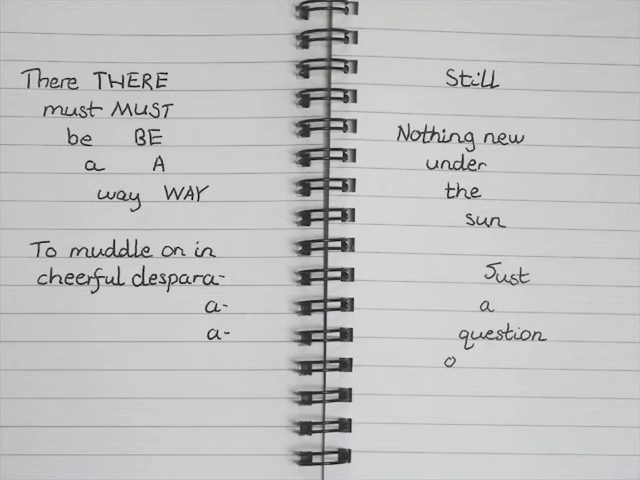 There THERE
must MUST
be BE
a A
way WAY
To muddle on in
cheerful despara-
a-
a-
Still
Nothing new
under
the
sun
Just
a
question
o